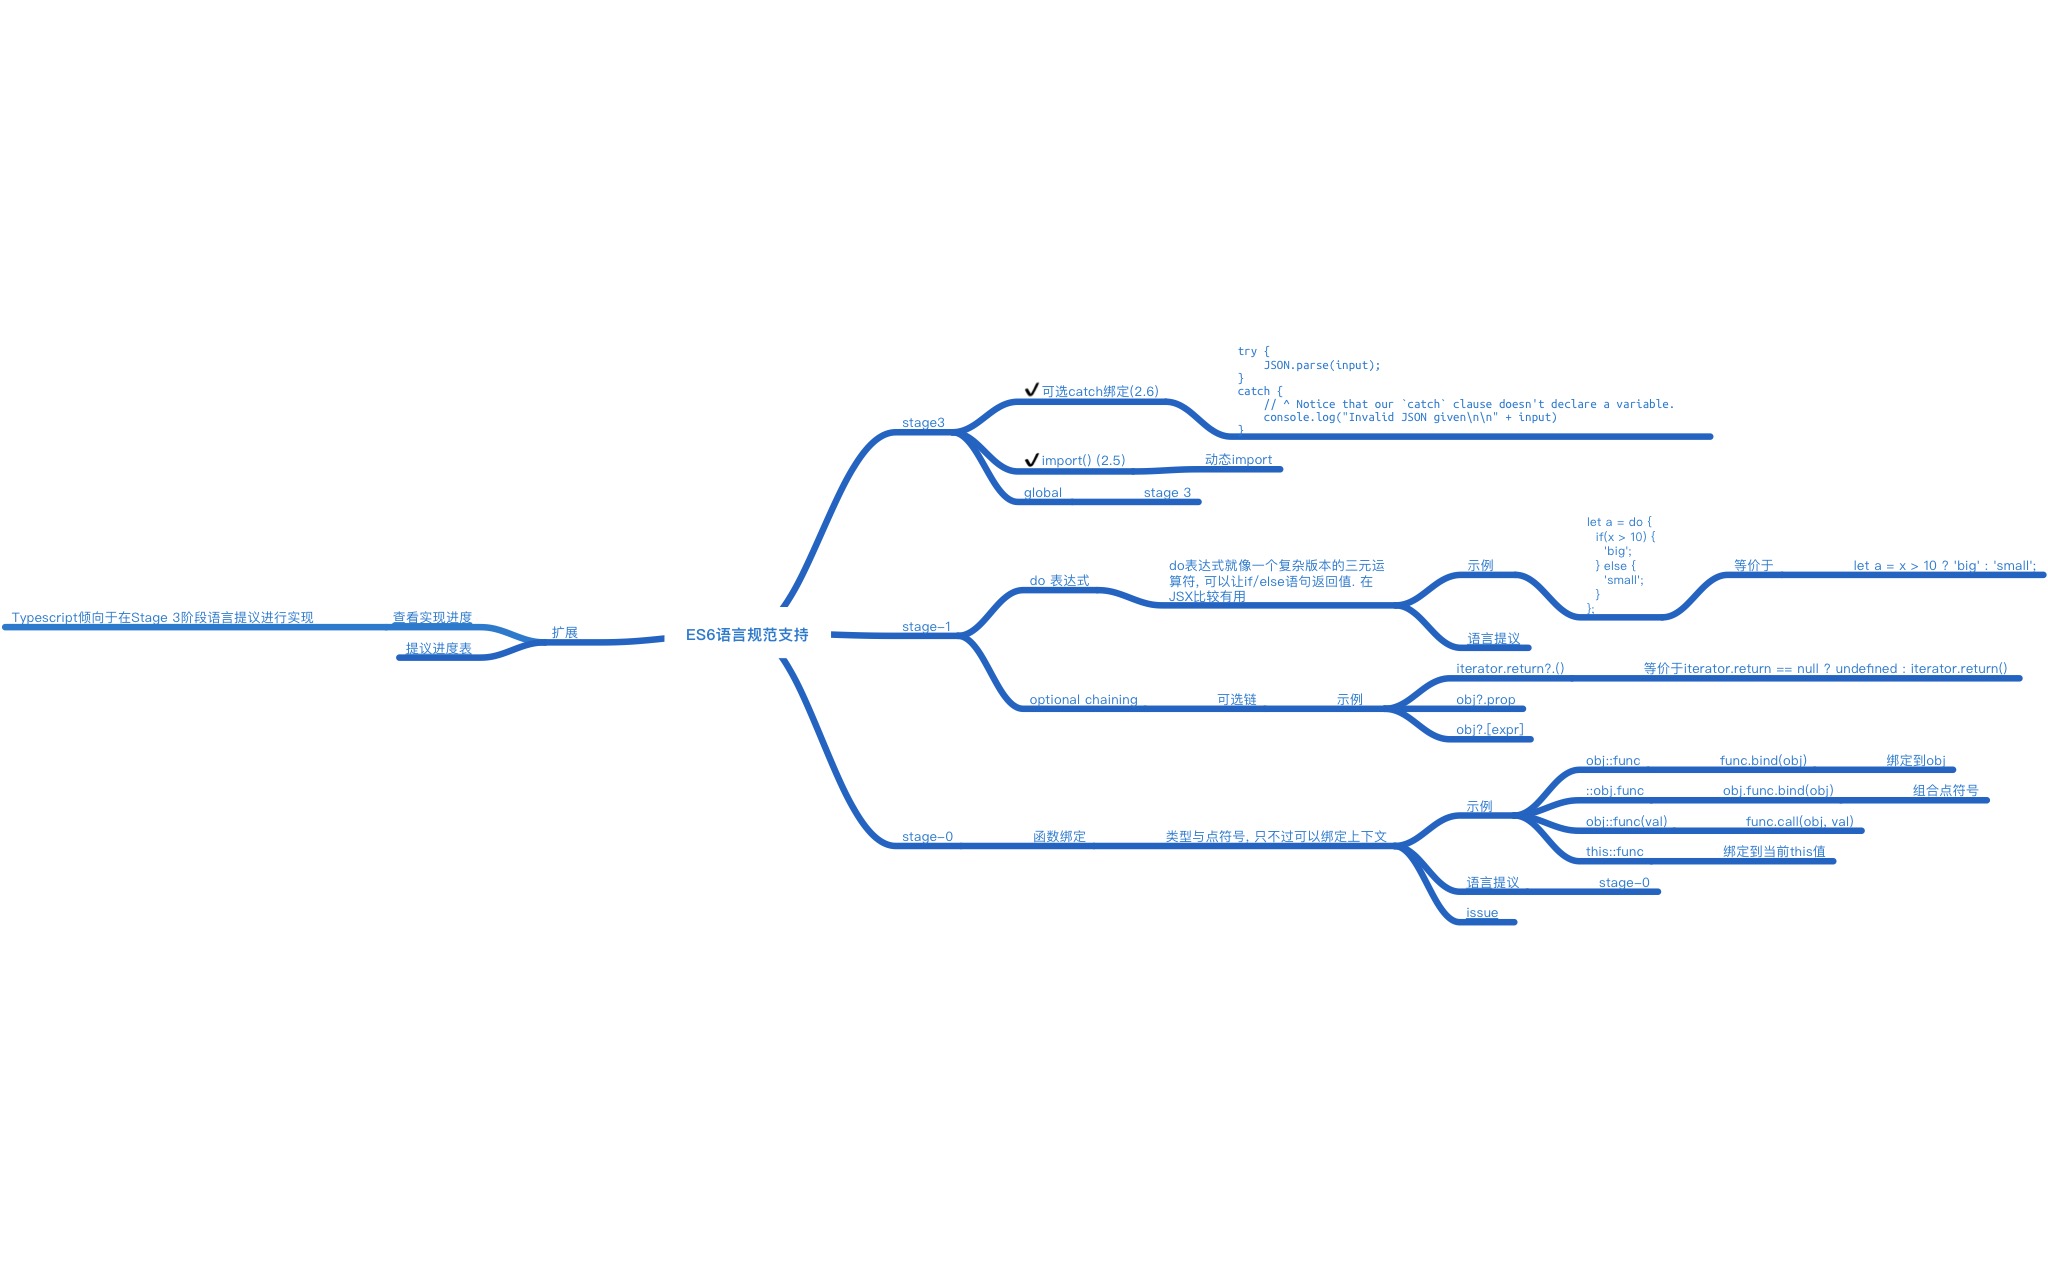 ES6语言规范支持
stage3
✔可选catch绑定(2.6)
try {
    JSON.parse(input);
}
catch {
    // ^ Notice that our `catch` clause doesn't declare a variable.
    console.log("Invalid JSON given\n\n" + input)
}
✔import() (2.5)
动态import
global
stage 3
stage-1
do 表达式
do表达式就像一个复杂版本的三元运
算符, 可以让if/else语句返回值. 在
JSX比较有用
示例
let a = do {
  if(x > 10) {
    'big';
  } else {
    'small';
  }
};
等价于
let a = x > 10 ? 'big' : 'small';
语言提议
optional chaining
可选链
示例
iterator.return?.()
等价于iterator.return == null ? undefined : iterator.return()
obj?.prop
obj?.[expr]
stage-0
函数绑定
类型与点符号, 只不过可以绑定上下文
示例
obj::func
func.bind(obj)
绑定到obj
::obj.func
obj.func.bind(obj)
组合点符号
obj::func(val)
func.call(obj, val)
this::func
绑定到当前this值
语言提议
stage-0
issue
扩展
查看实现进度
Typescript倾向于在Stage 3阶段语言提议进行实现
提议进度表